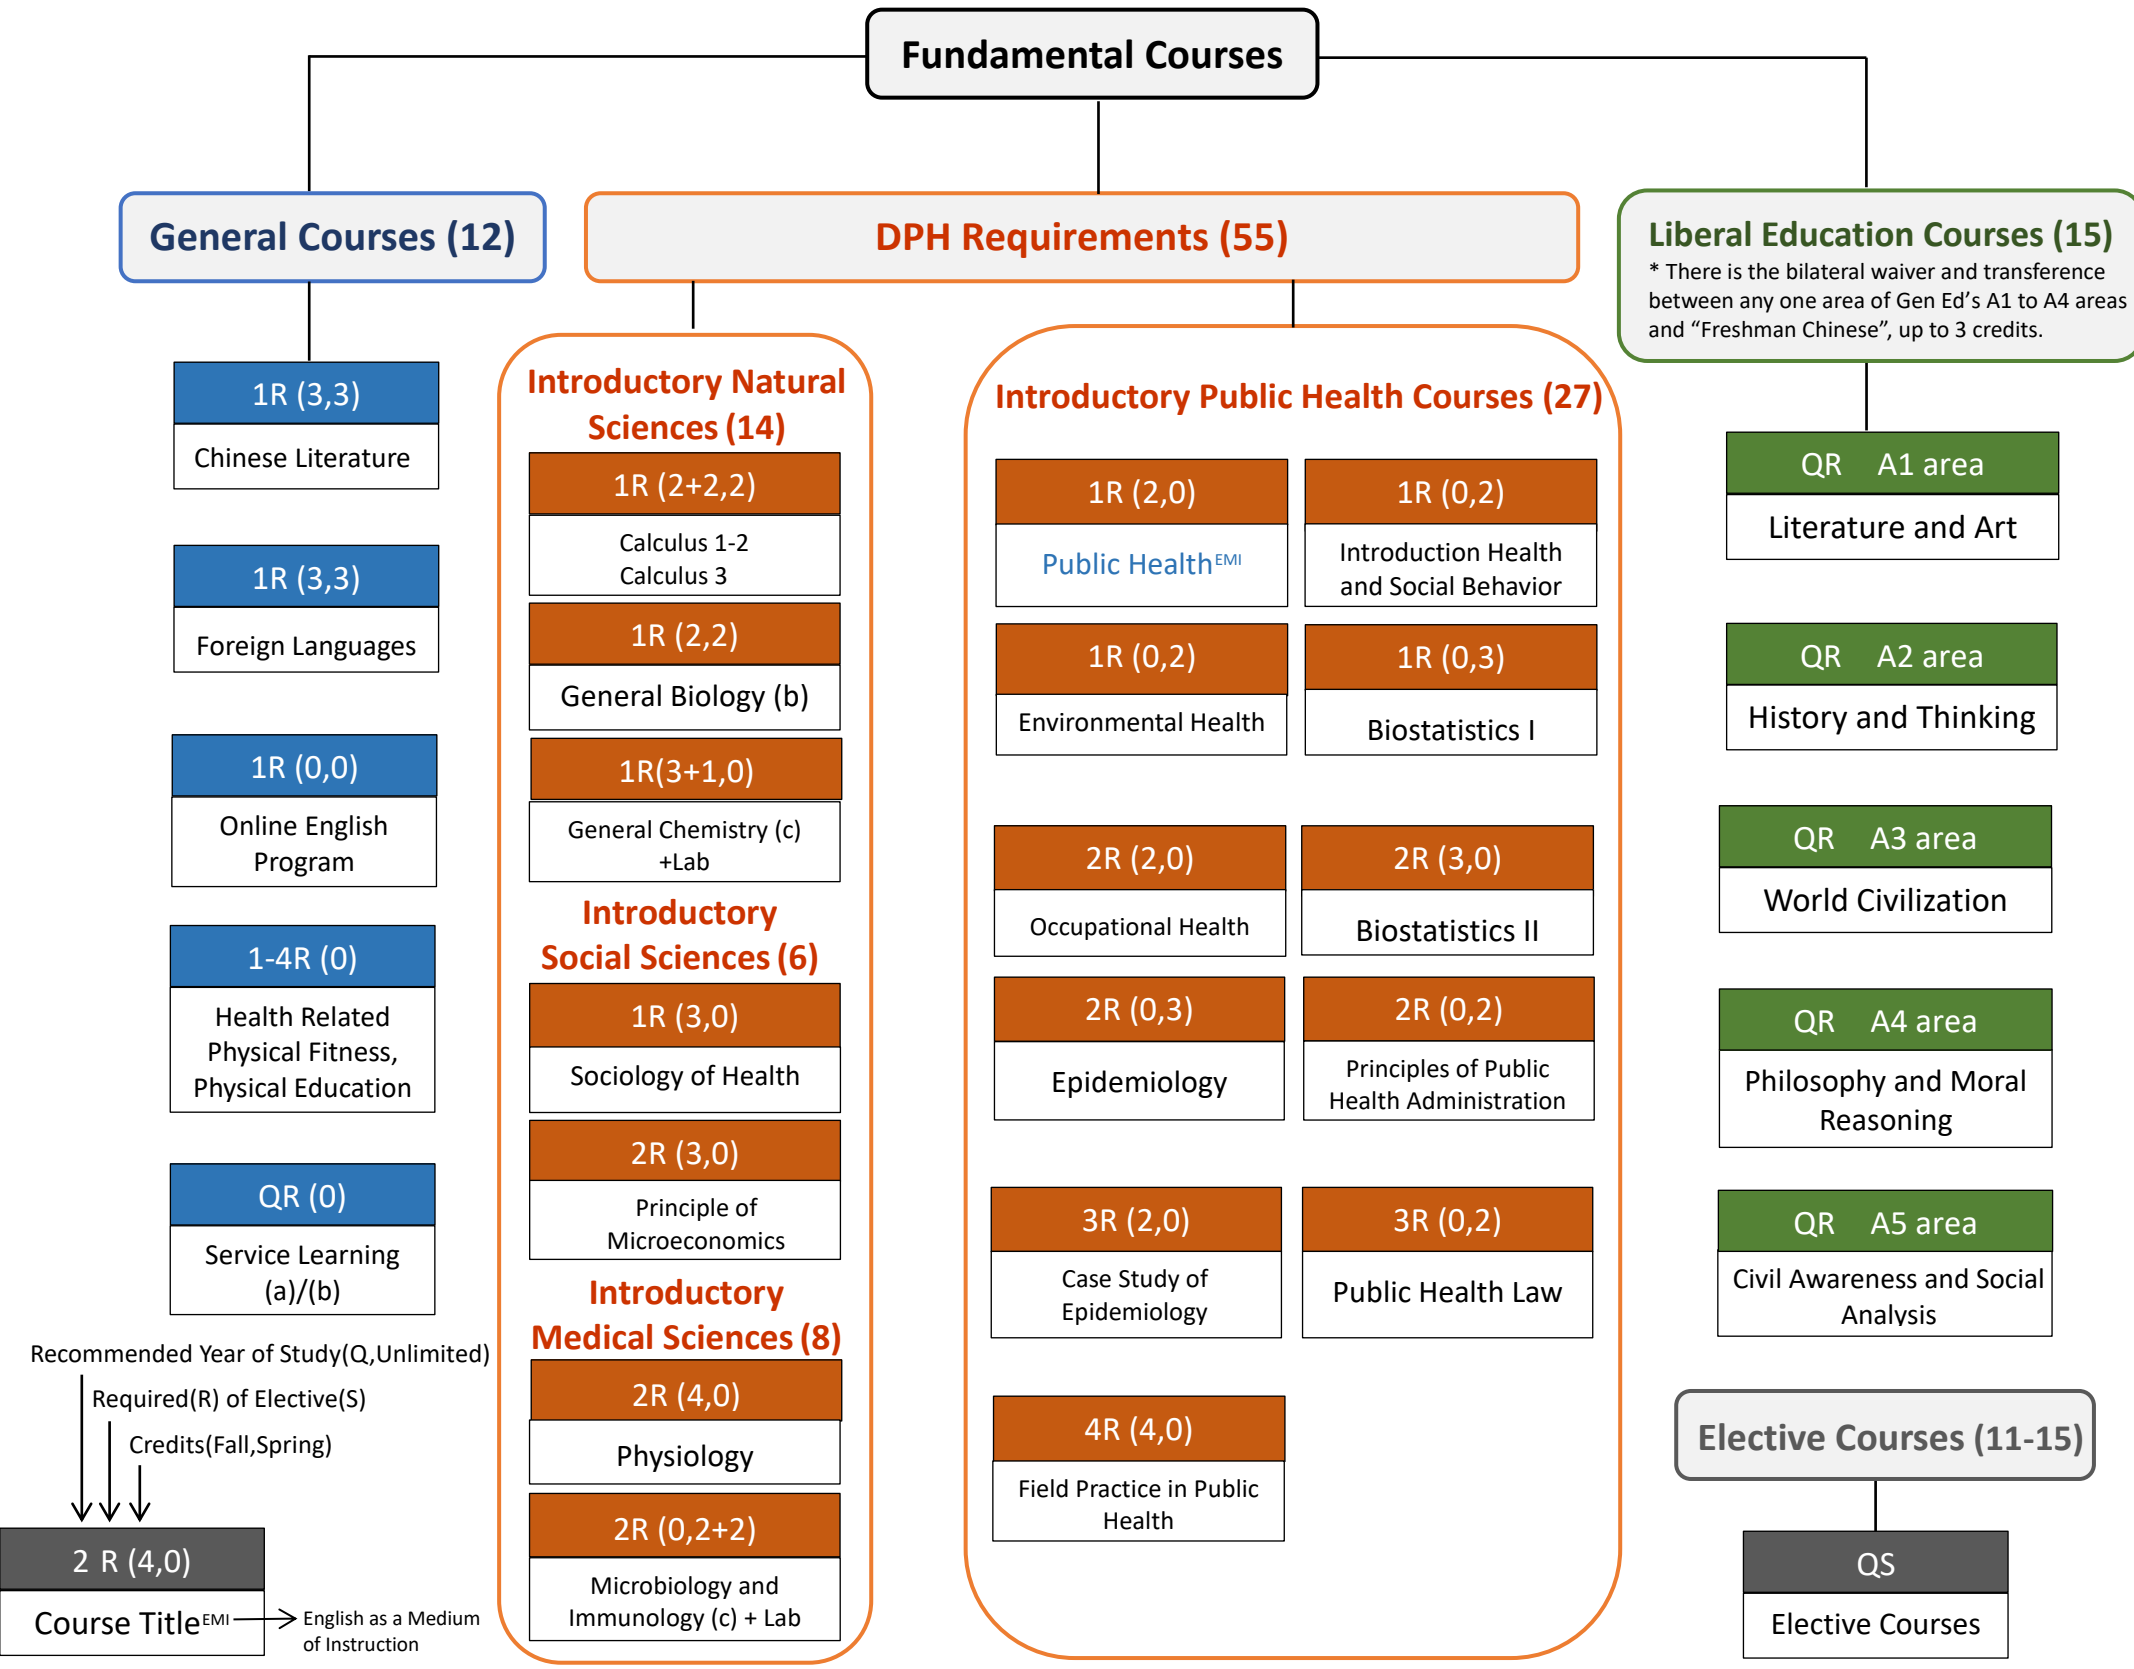 Fundamental Courses
General Courses (12)
1R (3,3)
Chinese Literature
1R (3,3)
Foreign Languages
1R (0,0)
Online English
Program
1-4R (0)
Health Related
Physical Fitness,
Physical Education
QR (0)
Service Learning
(a)/(b)
Recommended Year of Study(Q,Unlimited)
Required(R) of Elective(S)
Credits(Fall,Spring)
2 R (4,0)
Course Title EMI
English as a Medium
of Instruction
DPH Requirements (55)
Introductory Natural
Sciences (14)
1R (2+2,2)
Calculus 1-2
Calculus 3
1R (2,2)
General Biology (b)
1R(3+1,0)
General Chemistry (c)
+Lab
Introductory
Social Sciences (6)
1R (3,0)
Sociology of Health
2R (3,0)
Principle of
Microeconomics
Introductory
Medical Sciences (8)
2R (4,0)
Physiology
2R (0,2+2)
Microbiology and
Immunology (c) + Lab
Introductory Public Health Courses (27)
1R (2,0)
Public Health EMI
1R (0,2)
Introduction Health
and Social Behavior
1R (0,2)
Environmental Health
1R (0,3)
Biostatistics I
2R (2,0)
Occupational Health
2R (3,0)
Biostatistics II
2R (0,3)
Epidemiology
2R (0,2)
Principles of Public
Health Administration
3R (2,0)
Case Study of
Epidemiology
3R (0,2)
Public Health Law
4R (4,0)
Field Practice in Public
Health
Liberal Education Courses (15)
* There is the bilateral waiver and transference
between any one area of Gen Ed’s A1 to A4 areas
and “Freshman Chinese”, up to 3 credits.
QR A1 area
Literature and Art
QR A2 area
History and Thinking
QR A3 area
World Civilization
QR A4 area
Philosophy and Moral
Reasoning
QR A5 area
Civil Awareness and Social
Analysis
Elective Courses (11-15)
QS
Elective Courses